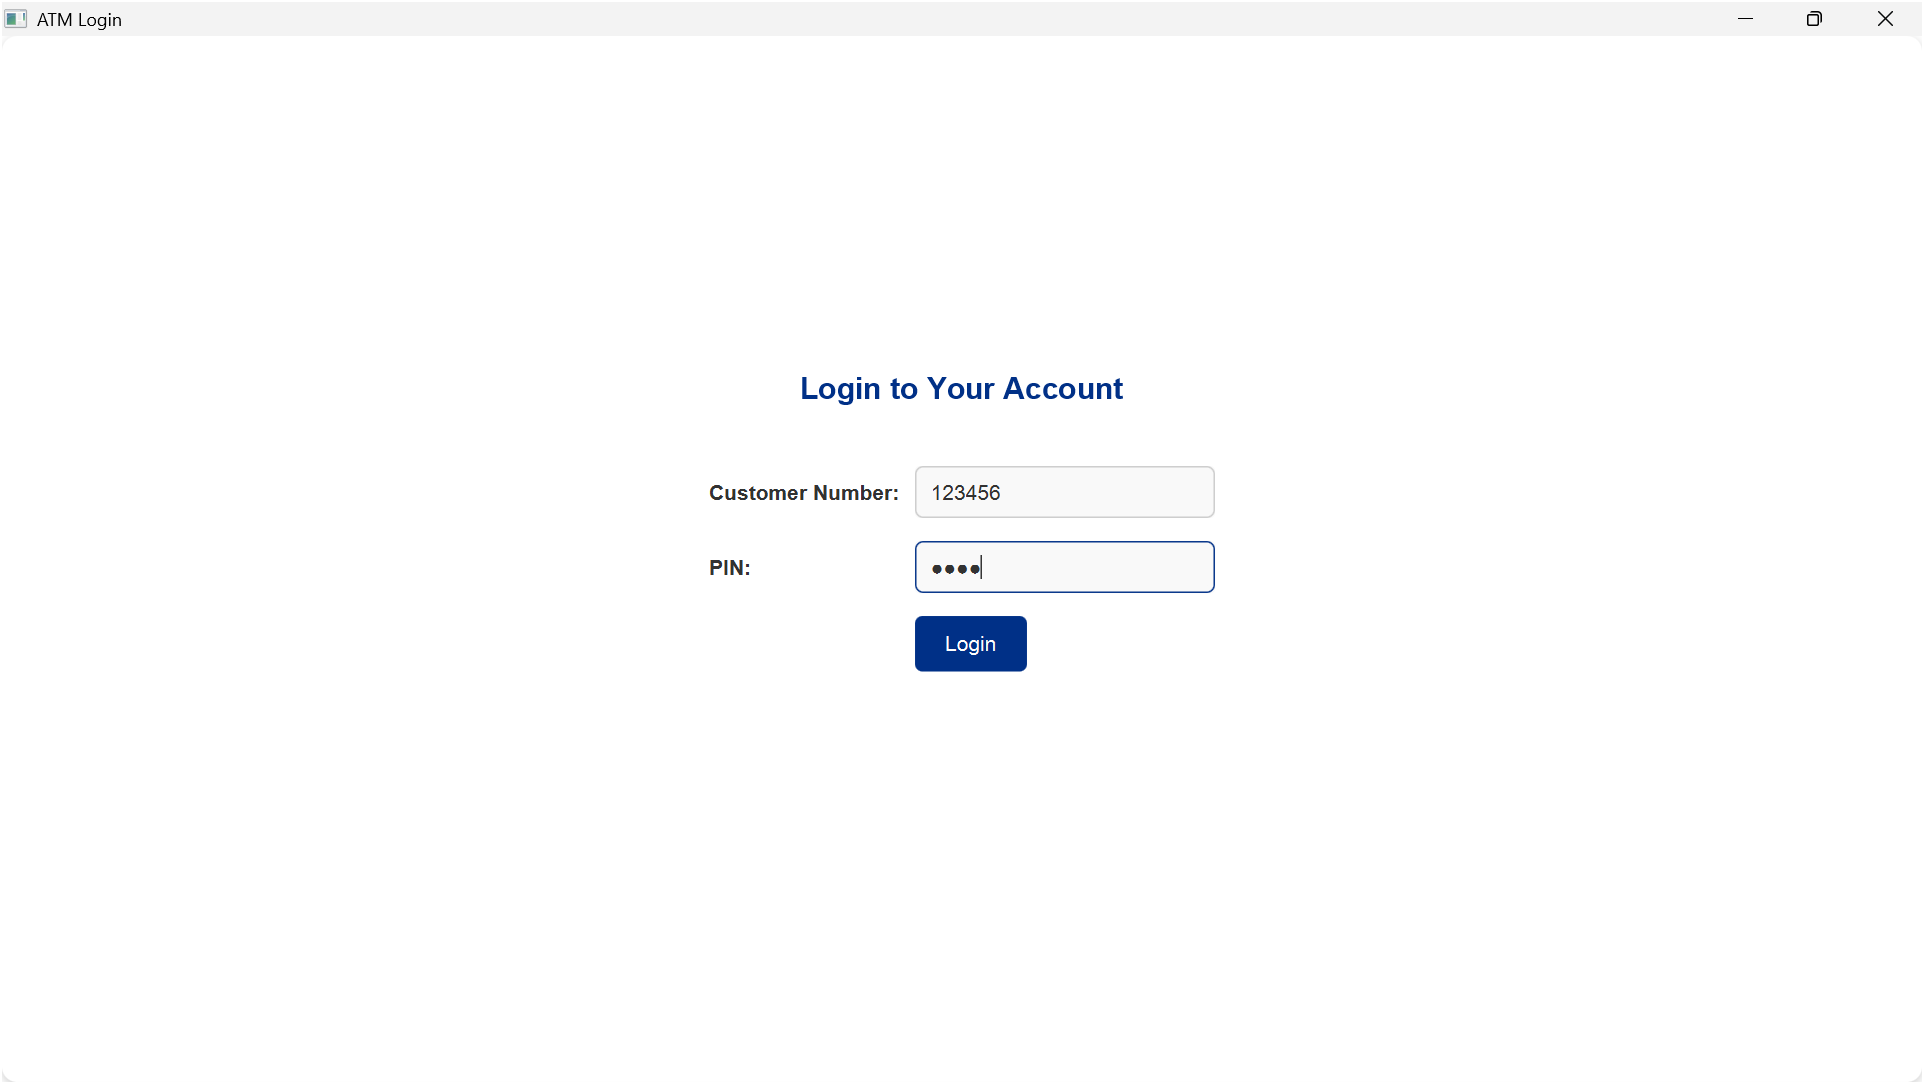 ATM Login
Login to Your Account
Customer Number: 123456
PIN: ●●●●
Login